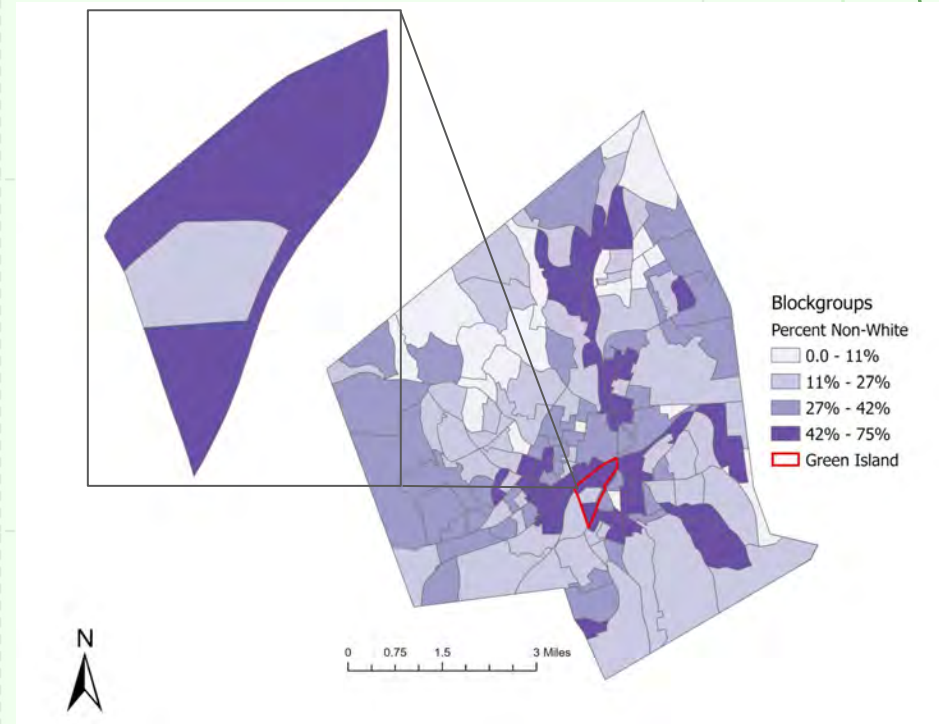 Blockgroups
Percent Non-White
0.0 - 11%
11% - 27%
27% - 42%
42% - 75%
Green Island
N
0 0.75 1.5 3 Miles